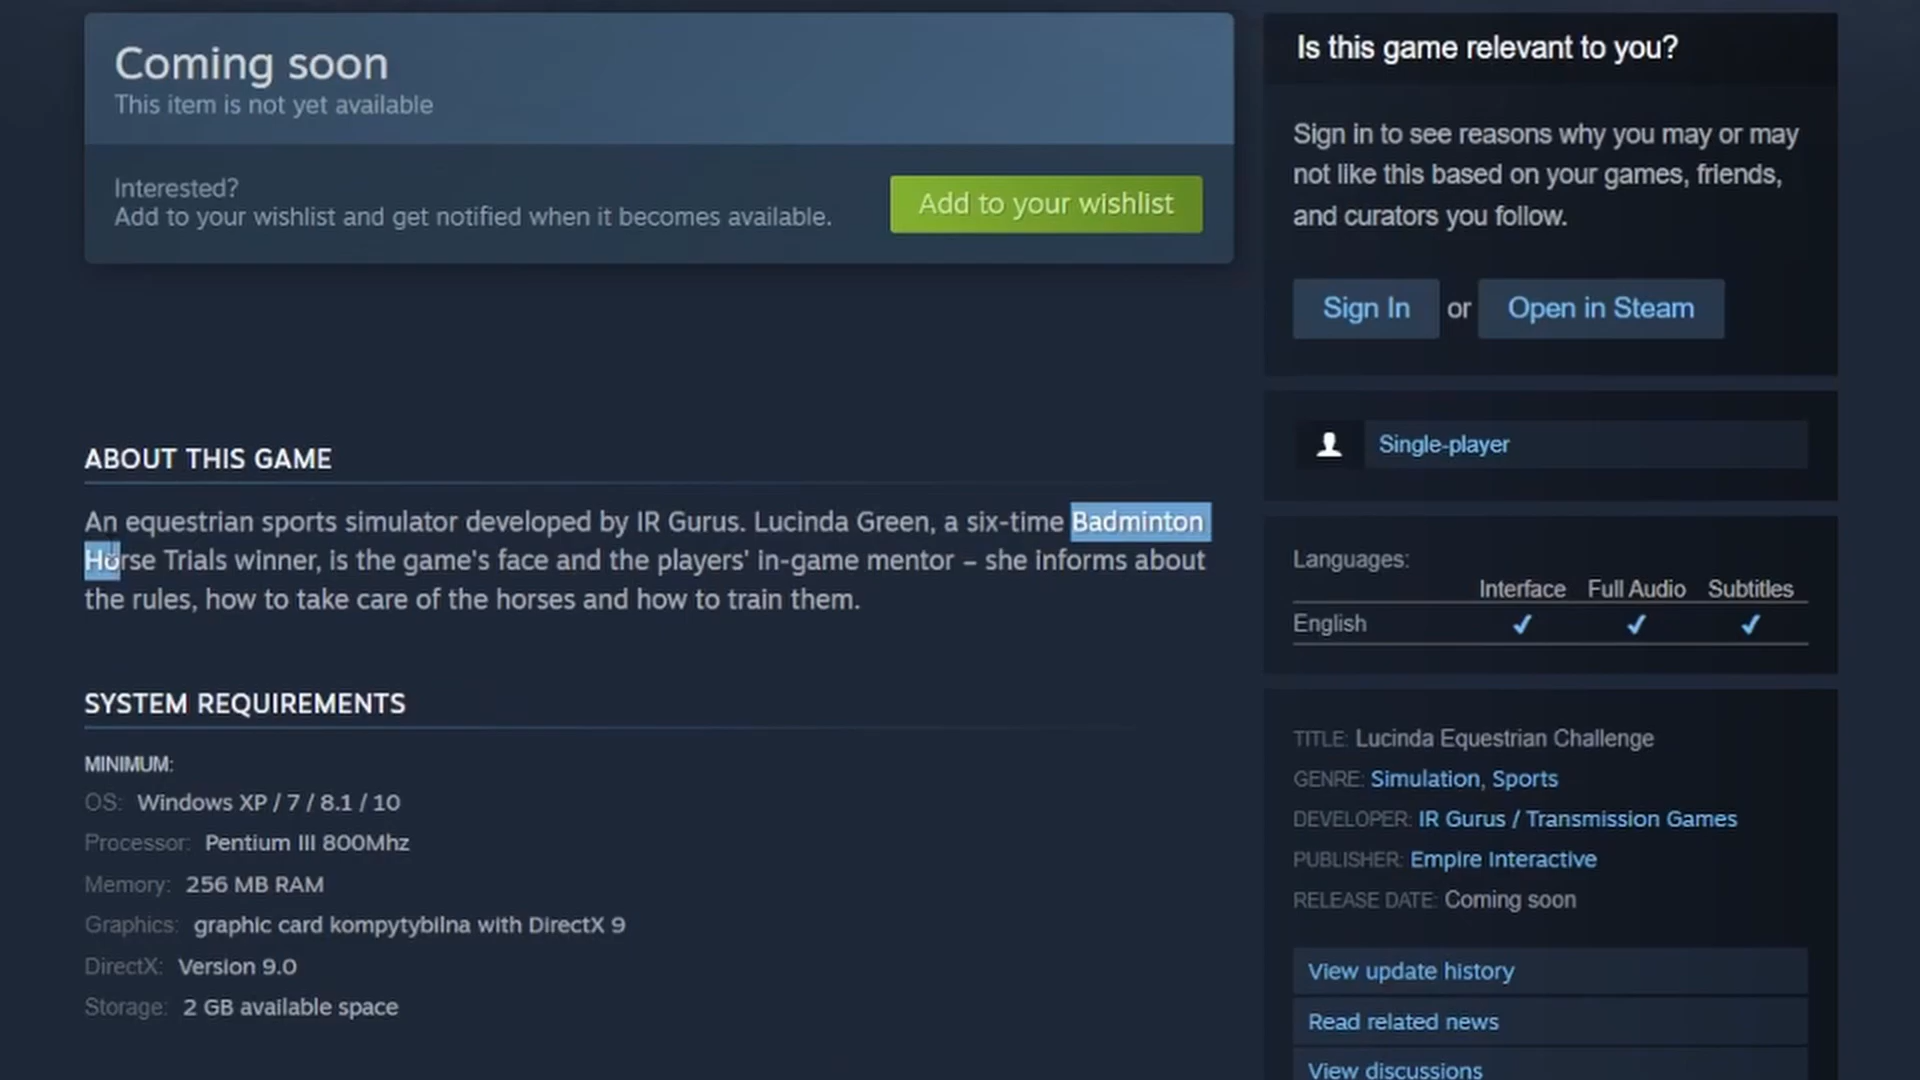 Coming soon
This item is not yet available
Interested?
Add to your wishlist and get notified when it becomes available.
Add to your wishlist
ABOUT THIS GAME
An equestrian sports simulator developed by IR Gurus. Lucinda Green, a six-time Badminton
Horse Trials winner, is the game's face and the players' in-game mentor – she informs about
the rules, how to take care of the horses and how to train them.
SYSTEM REQUIREMENTS
MINIMUM:
OS: Windows XP / 7 / 8.1 / 10
Processor: Pentium III 800Mhz
Memory: 256 MB RAM
Graphics: graphic card kompytybilna with DirectX 9
DirectX: Version 9.0
Storage: 2 GB available space
Is this game relevant to you?
Sign in to see reasons why you may or may
not like this based on your games, friends,
and curators you follow.
Sign In or Open in Steam
Single-player
Languages:
Interface Full Audio Subtitles
English ✔ ✔ ✔
TITLE: Lucinda Equestrian Challenge
GENRE: Simulation, Sports
DEVELOPER: IR Gurus / Transmission Games
PUBLISHER: Empire Interactive
RELEASE DATE: Coming soon
View update history
Read related news
View discussions